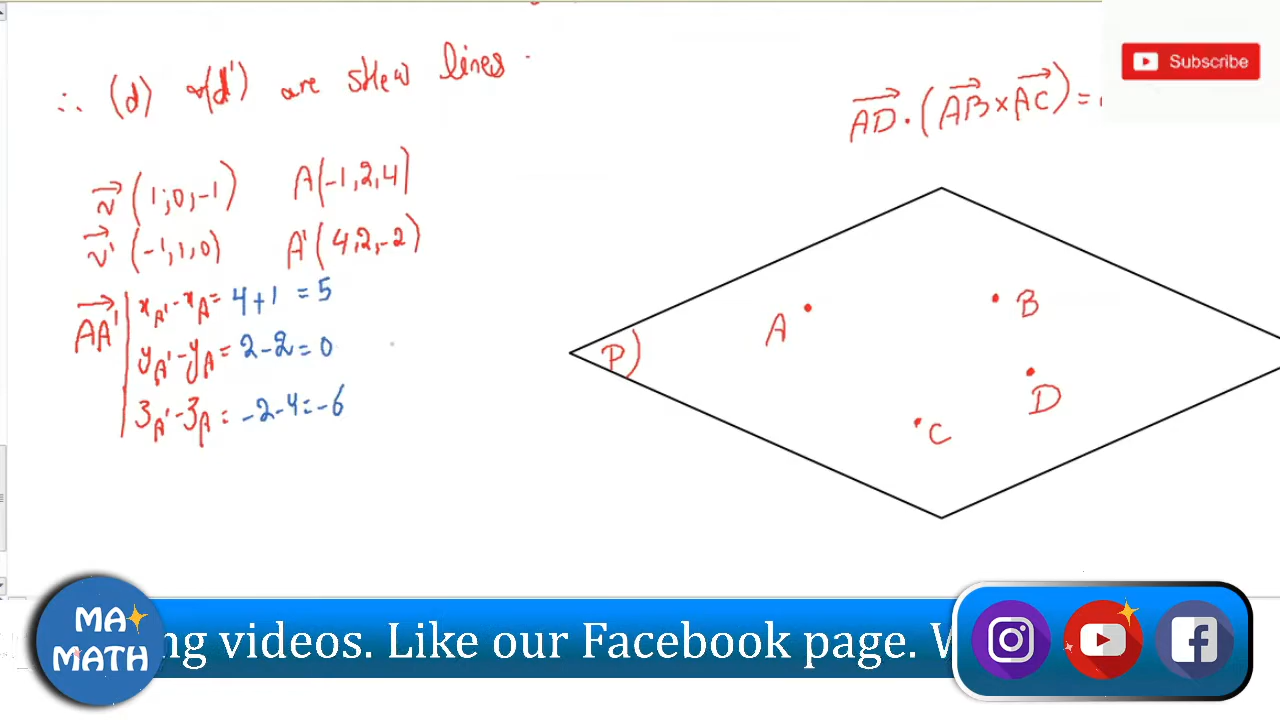 ∴ (d) & (d') are skew lines.
Subscribe
AD⃗ · (AB⃗ × AC⃗) =
v⃗ (1, 0, -1) A(-1, 2, 4)
v⃗' (-1, 1, 0) A'(4, 2, -2)
AA'⃗ | x_A' - x_A = 4 + 1 = 5
y_A' - y_A = 2 - 2 = 0
z_A' - z_A = -2 - 4 = -6
A
B
P)
D
C
MA
MATH
ng videos. Like our Facebook page.